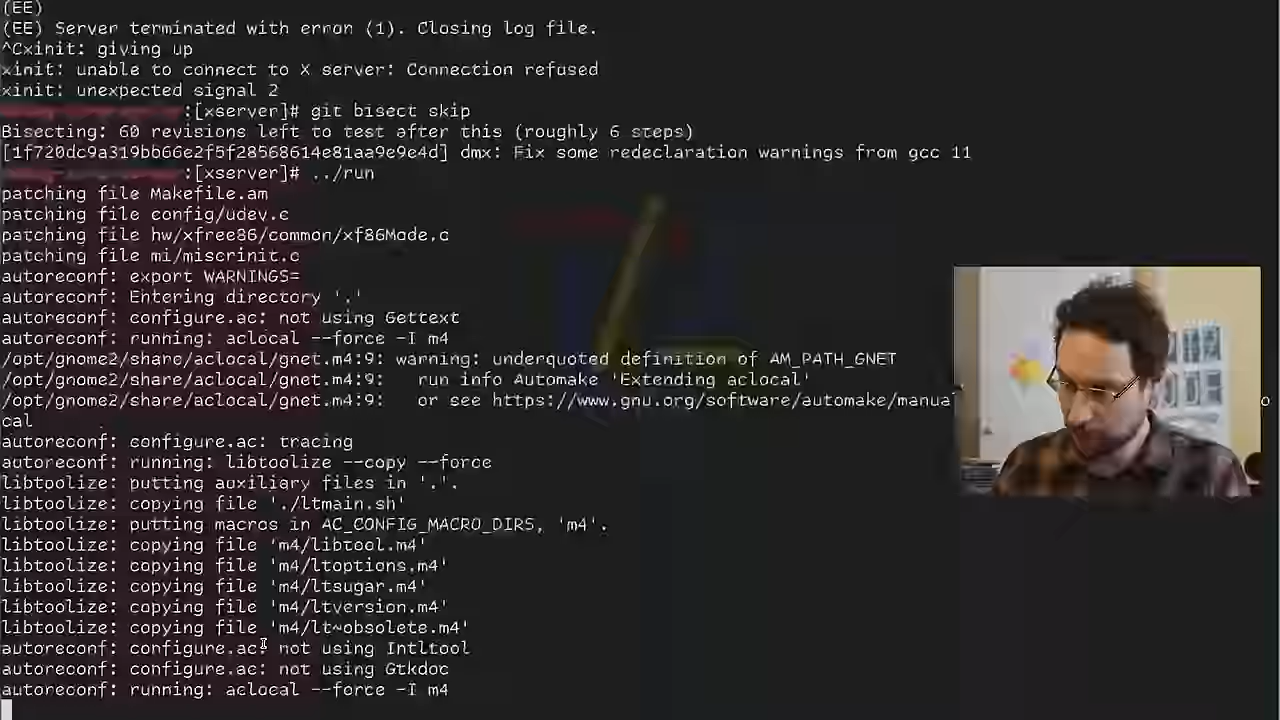 (EE)
(EE) Server terminated with error (1). Closing log file.
^Cxinit: giving up
xinit: unable to connect to X server: Connection refused
xinit: unexpected signal 2
:[xserver]# git bisect skip
Bisecting: 60 revisions left to test after this (roughly 6 steps)
[1f720dc9a319bb66e2f5f28568614e81aa9e9e4d] dmx: Fix some redeclaration warnings from gcc 11
:[xserver]# ../run
patching file Makefile.am
patching file config/udev.c
patching file hw/xfree86/common/xf86Mode.c
patching file mi/miscrinit.c
autoreconf: export WARNINGS=
autoreconf: Entering directory '.'
autoreconf: configure.ac: not using Gettext
autoreconf: running: aclocal --force -I m4
/opt/gnome2/share/aclocal/gnet.m4:9: warning: underquoted definition of AM_PATH_GNET
/opt/gnome2/share/aclocal/gnet.m4:9:   run info Automake 'Extending aclocal'
/opt/gnome2/share/aclocal/gnet.m4:9:   or see https://www.gnu.org/software/automake/manua o
cal
autoreconf: configure.ac: tracing
autoreconf: running: libtoolize --copy --force
libtoolize: putting auxiliary files in '.'.
libtoolize: copying file './ltmain.sh'
libtoolize: putting macros in AC_CONFIG_MACRO_DIRS, 'm4'.
libtoolize: copying file 'm4/libtool.m4'
libtoolize: copying file 'm4/ltoptions.m4'
libtoolize: copying file 'm4/ltsugar.m4'
libtoolize: copying file 'm4/ltversion.m4'
libtoolize: copying file 'm4/lt~obsolete.m4'
autoreconf: configure.ac: not using Intltool
autoreconf: configure.ac: not using Gtkdoc
autoreconf: running: aclocal --force -I m4